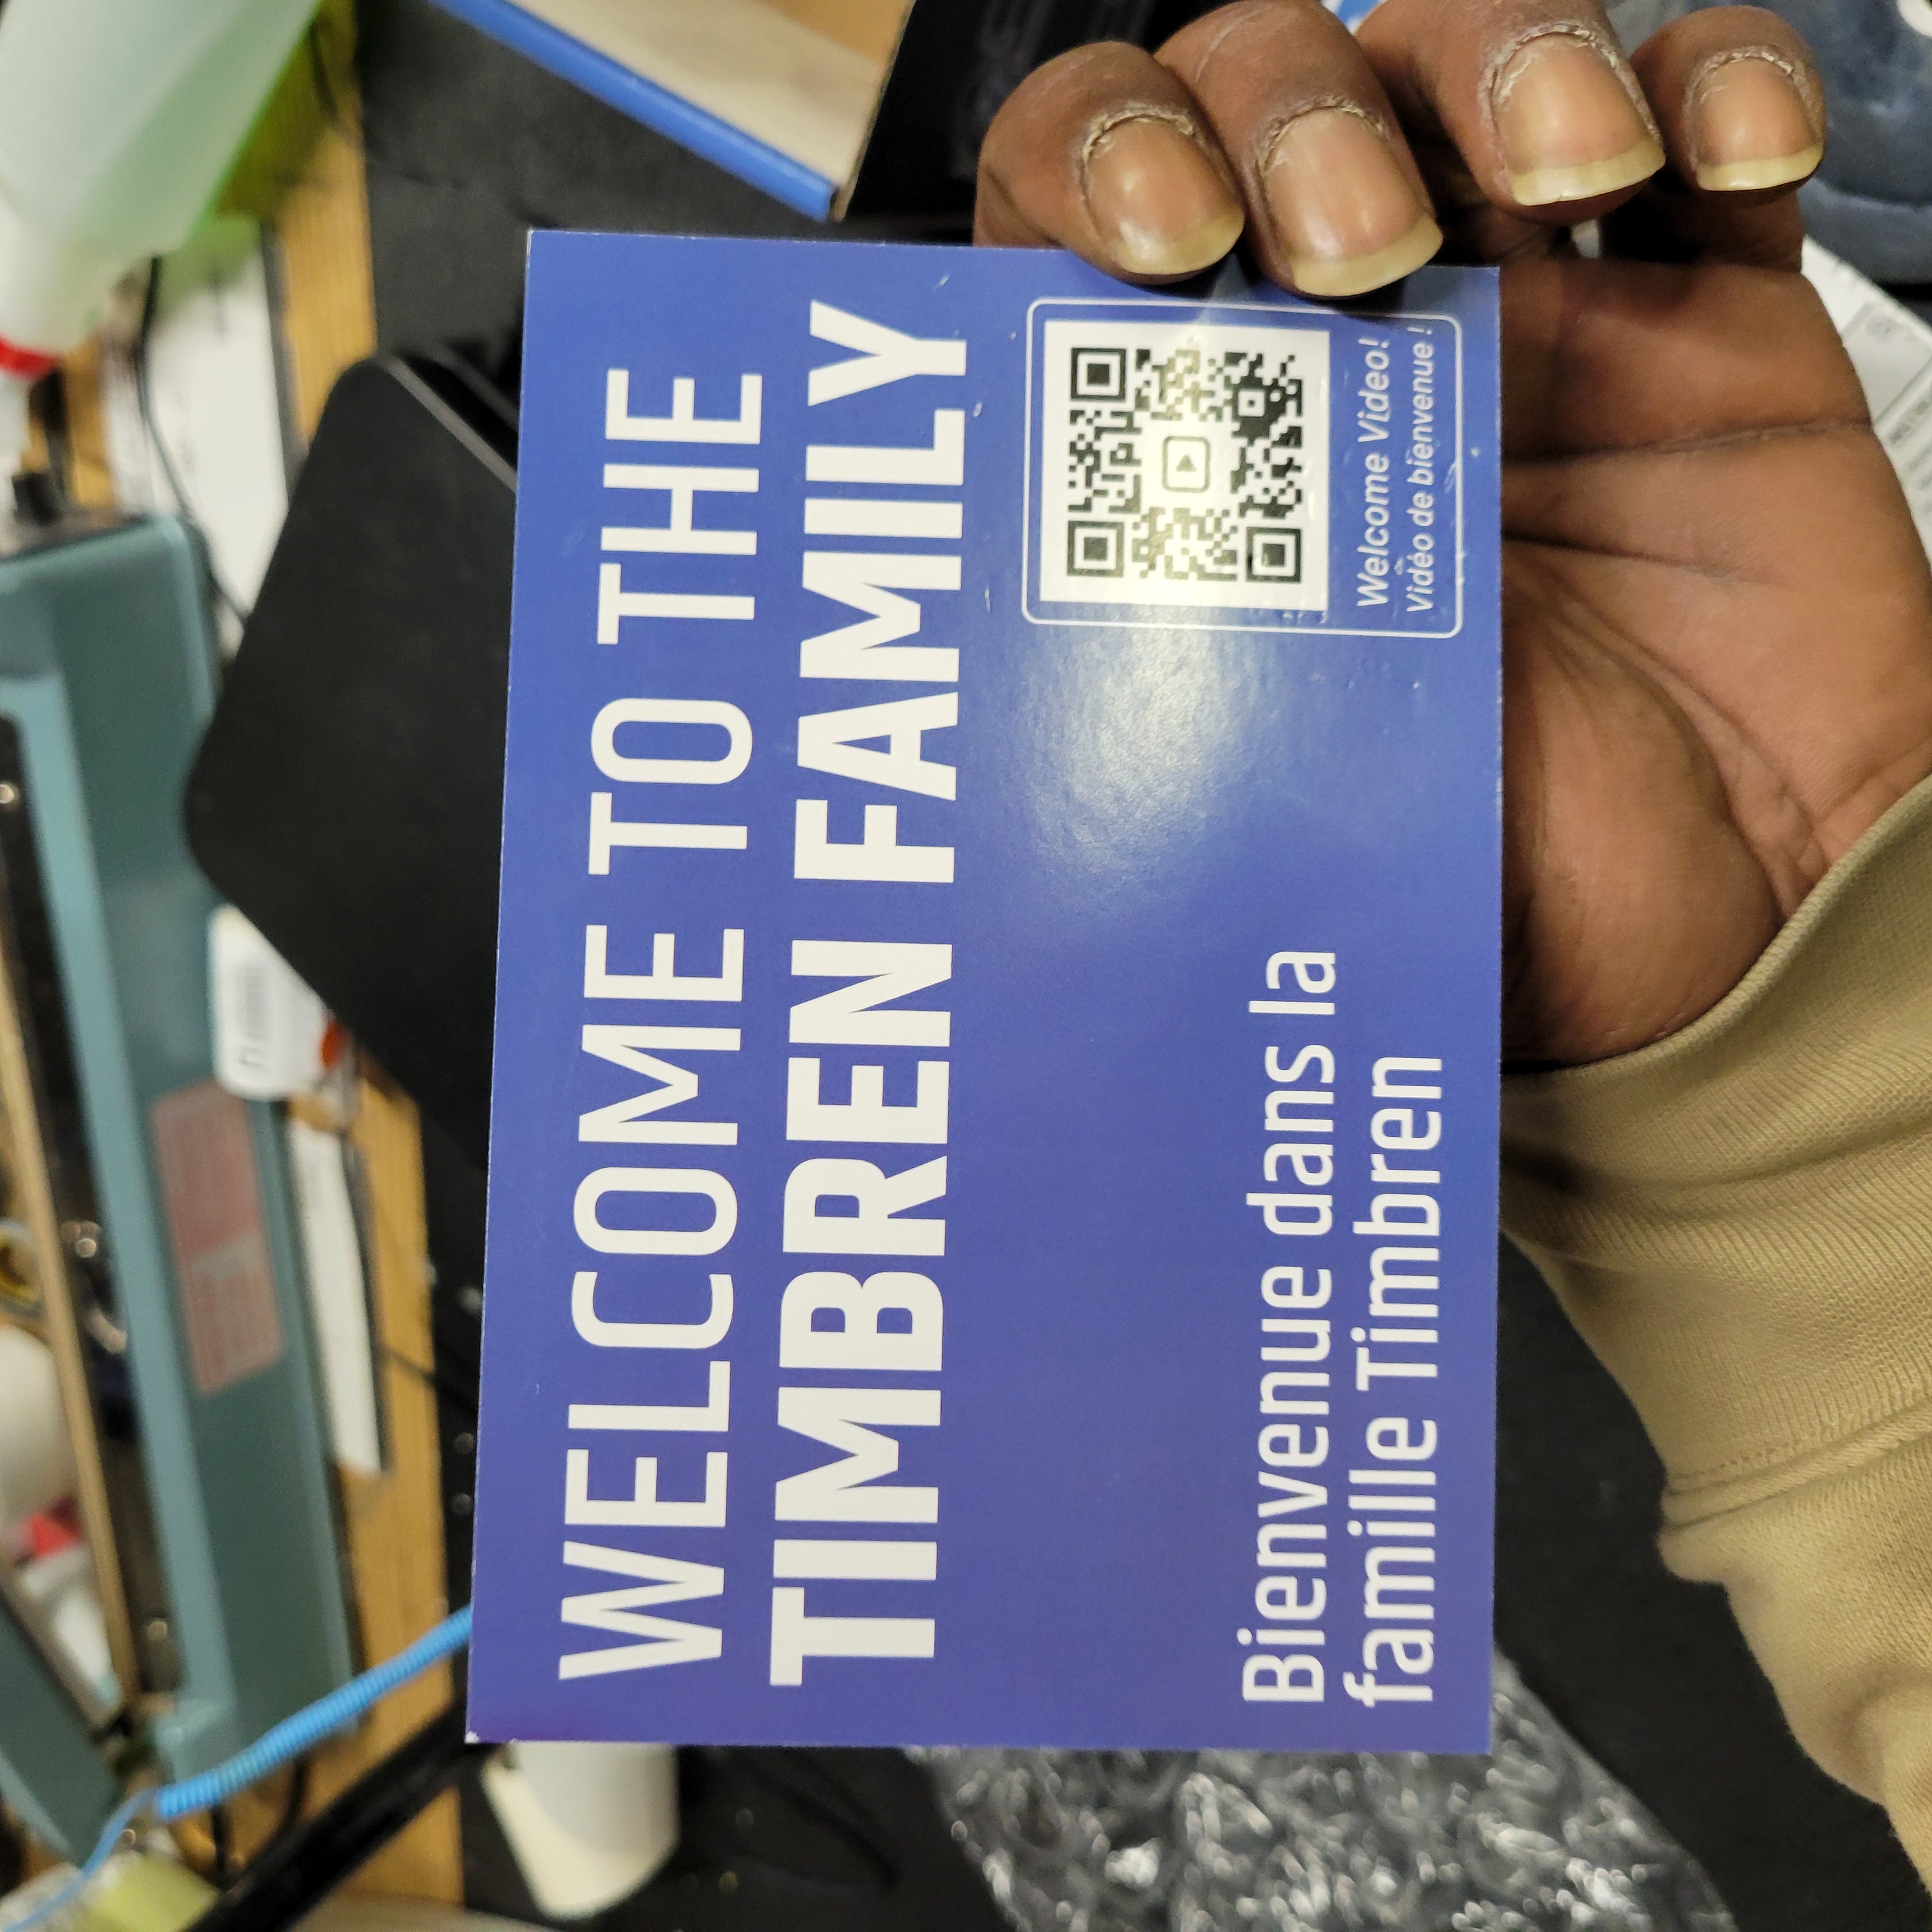 WELCOME TO THE
TIMBREN FAMILY
Bienvenue dans la
famille Timbren
Welcome Video!
Vidéo de bienvenue !